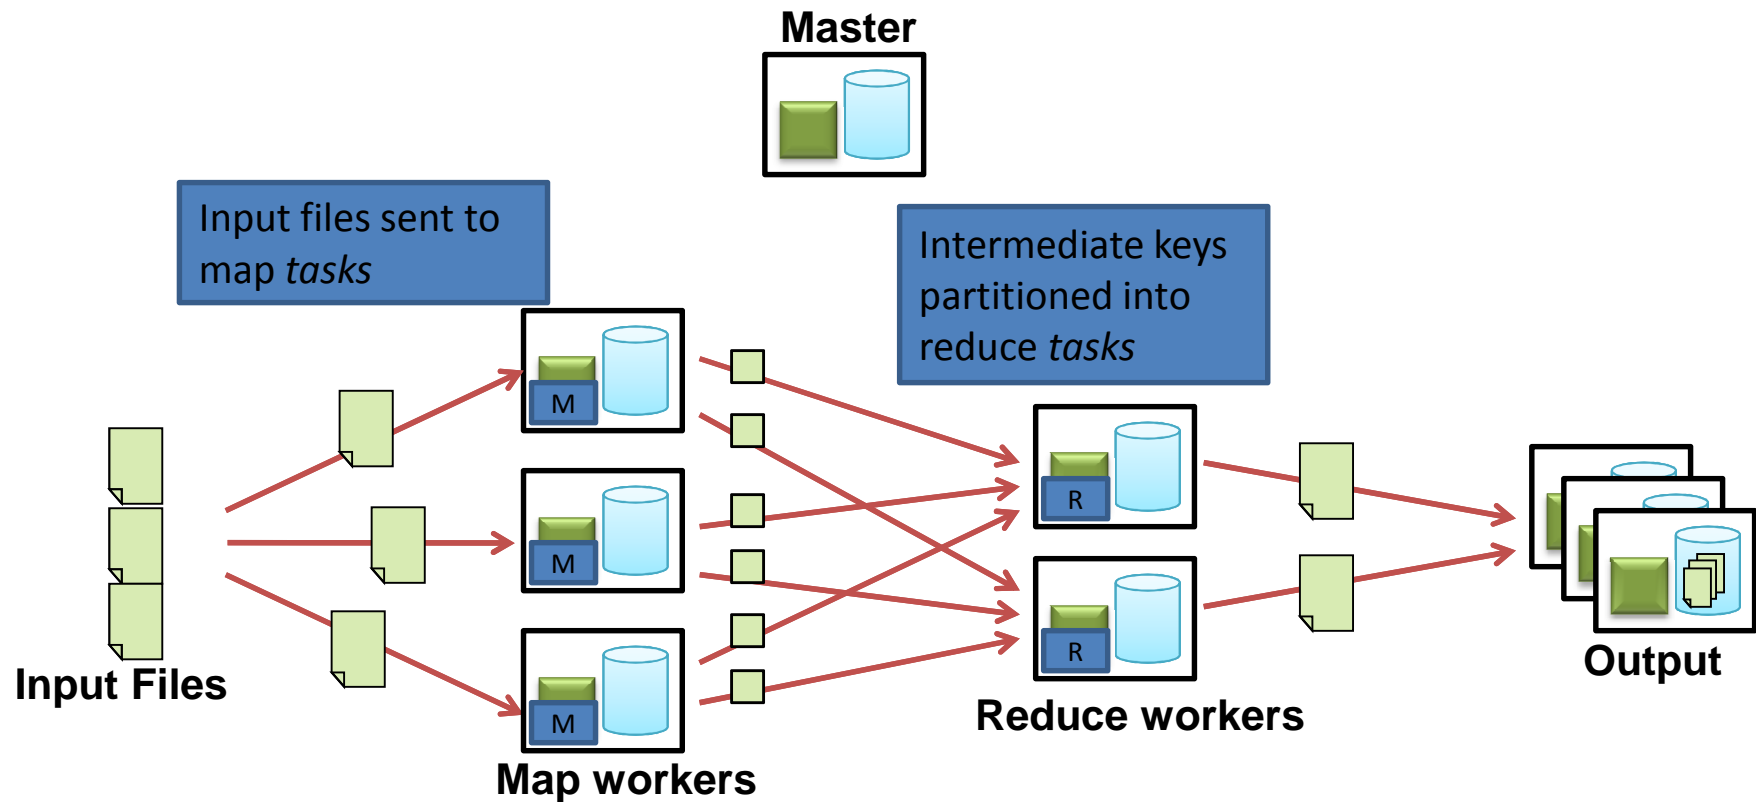 Master
Input files sent to
map tasks
Intermediate keys
partitioned into
reduce tasks
M
M
M
R
R
Input Files
Map workers
Reduce workers
Output